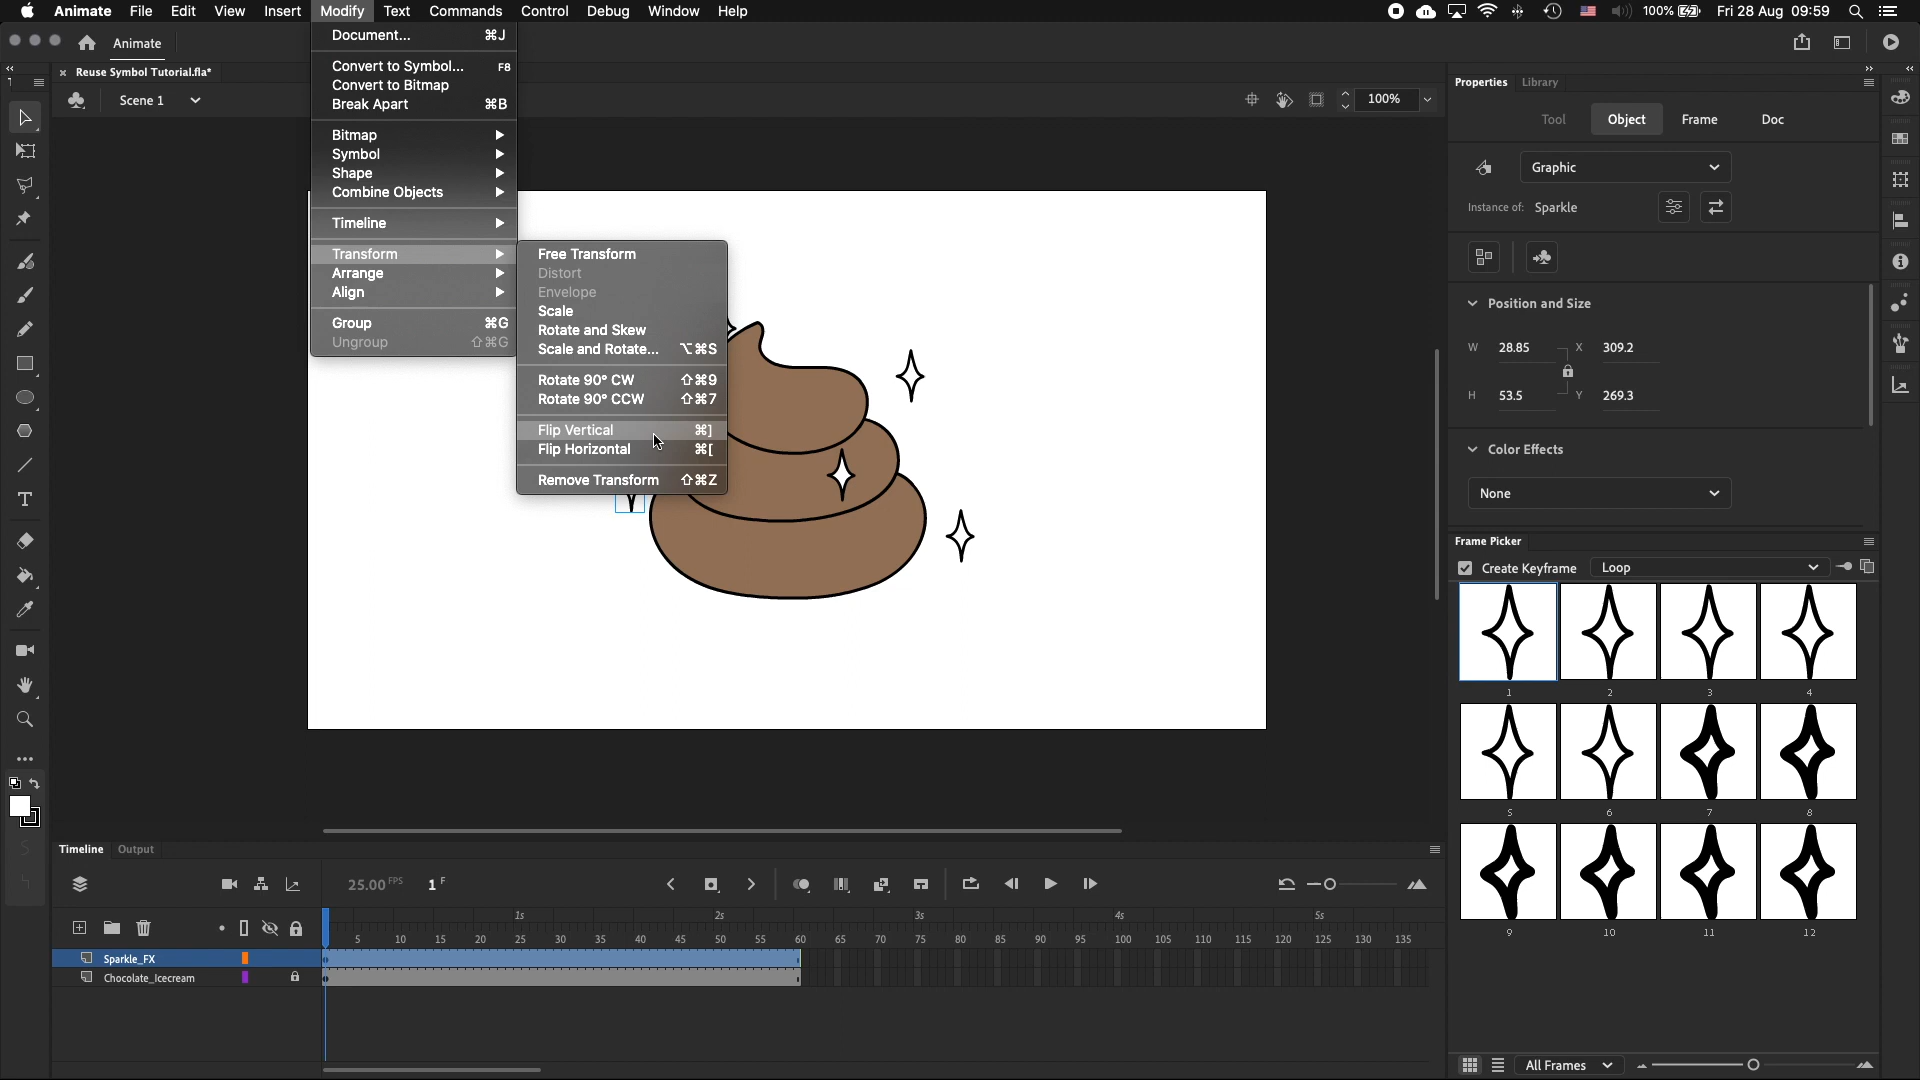 Animate File Edit View Insert Modify Text Commands Control Debug Window Help 100% Fri 28 Aug 09:59
Animate
Reuse Symbol Tutorial.fla*
Scene 1
100%
Document... ⌘J
Convert to Symbol... F8
Convert to Bitmap
Break Apart ⌘B
Bitmap
Symbol
Shape
Combine Objects
Timeline
Transform
Arrange
Align
Group ⌘G
Ungroup ⇧⌘G
Free Transform
Distort
Envelope
Scale
Rotate and Skew
Scale and Rotate... ⌥⌘S
Rotate 90° CW ⇧⌘9
Rotate 90° CCW ⇧⌘7
Flip Vertical ⌘]
Flip Horizontal ⌘[
Remove Transform ⇧⌘Z
Properties Library
Tool Object Frame Doc
Graphic
Instance of: Sparkle
Position and Size
W 28.85 X 309.2
H 53.5 Y 269.3
Color Effects
None
Frame Picker
Create Keyframe Loop
1 2 3 4
5 6 7 8
9 10 11 12
All Frames
Timeline Output
25.00 FPS 1 F
1s 2s 3s 4s 5s
5 10 15 20 25 30 35 40 45 50 55 60 65 70 75 80 85 90 95 100 105 110 115 120 125 130 135
Sparkle_FX
Chocolate_Icecream